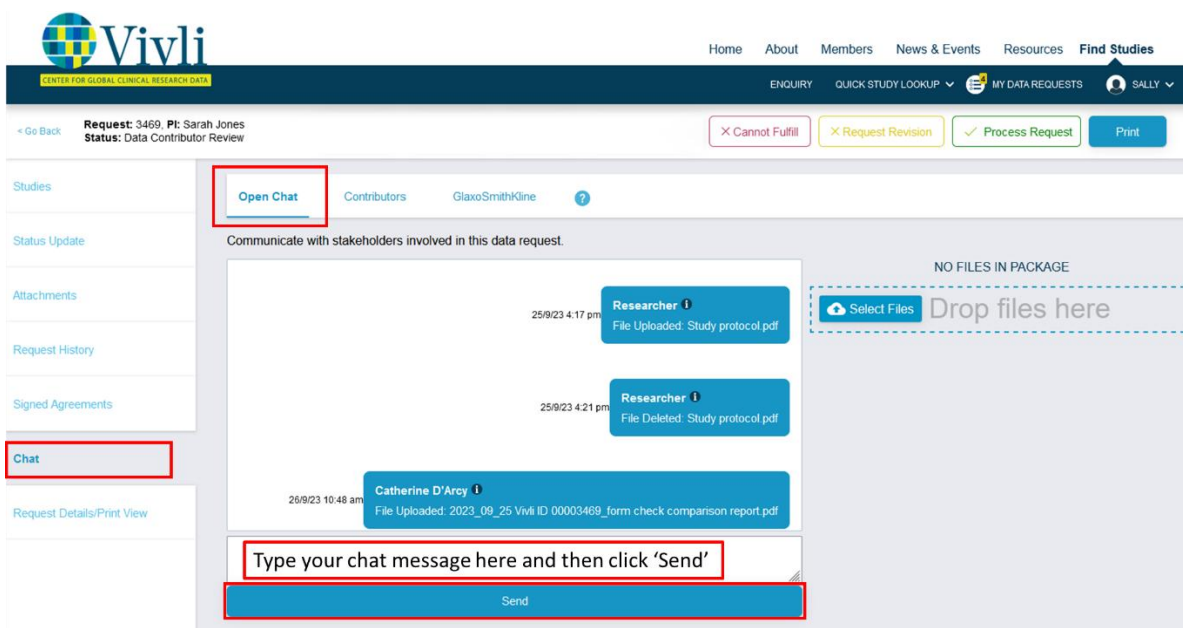 Vivli
CENTER FOR GLOBAL CLINICAL RESEARCH DATA
Home About Members News & Events Resources Find Studies
ENQUIRY QUICK STUDY LOOKUP 4 MY DATA REQUESTS SALLY
< Go Back
Request: 3469, PI: Sarah Jones
Status: Data Contributor Review
Cannot Fulfill Request Revision Process Request Print
Studies
Status Update
Attachments
Request History
Signed Agreements
Chat
Request Details/Print View
Open Chat Contributors GlaxoSmithKline ?
Communicate with stakeholders involved in this data request.
25/9/23 4:17 pm
Researcher i
File Uploaded: Study protocol.pdf
25/9/23 4:21 pm
Researcher i
File Deleted: Study protocol.pdf
26/9/23 10:48 am
Catherine D'Arcy i
File Uploaded: 2023_09_25 Vivli ID 00003469_form check comparison report.pdf
Type your chat message here and then click ‘Send’
Send
NO FILES IN PACKAGE
Select Files Drop files here